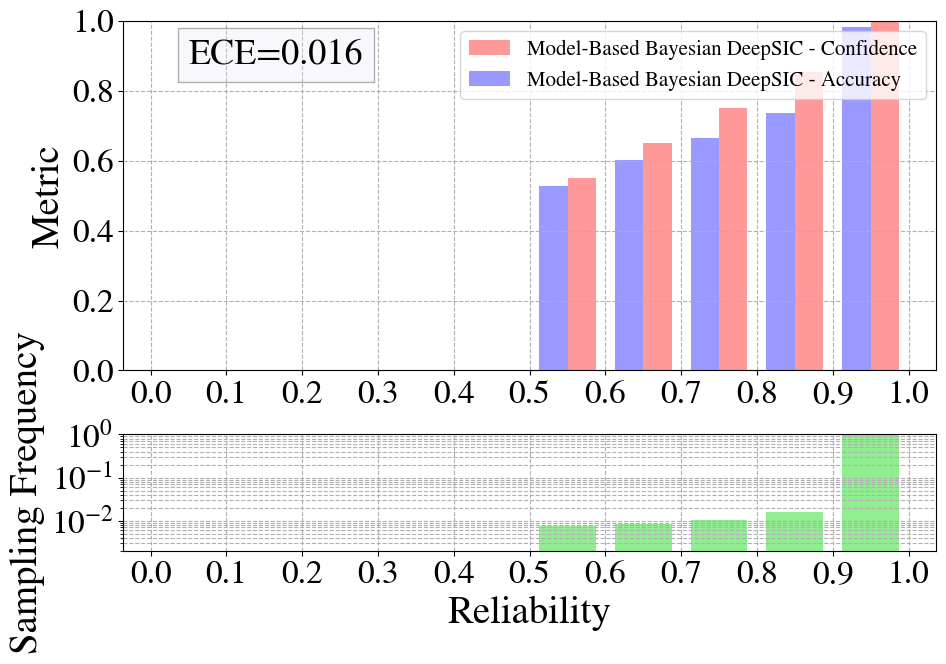 ECE=0.016
Model-Based Bayesian DeepSIC - Confidence
Model-Based Bayesian DeepSIC - Accuracy
Metric
1.0
0.8
0.6
0.4
0.2
0.0
0.0 0.1 0.2 0.3 0.4 0.5 0.6 0.7 0.8 0.9 1.0
Sampling Frequency
10⁰
10⁻¹
10⁻²
0.0 0.1 0.2 0.3 0.4 0.5 0.6 0.7 0.8 0.9 1.0
Reliability